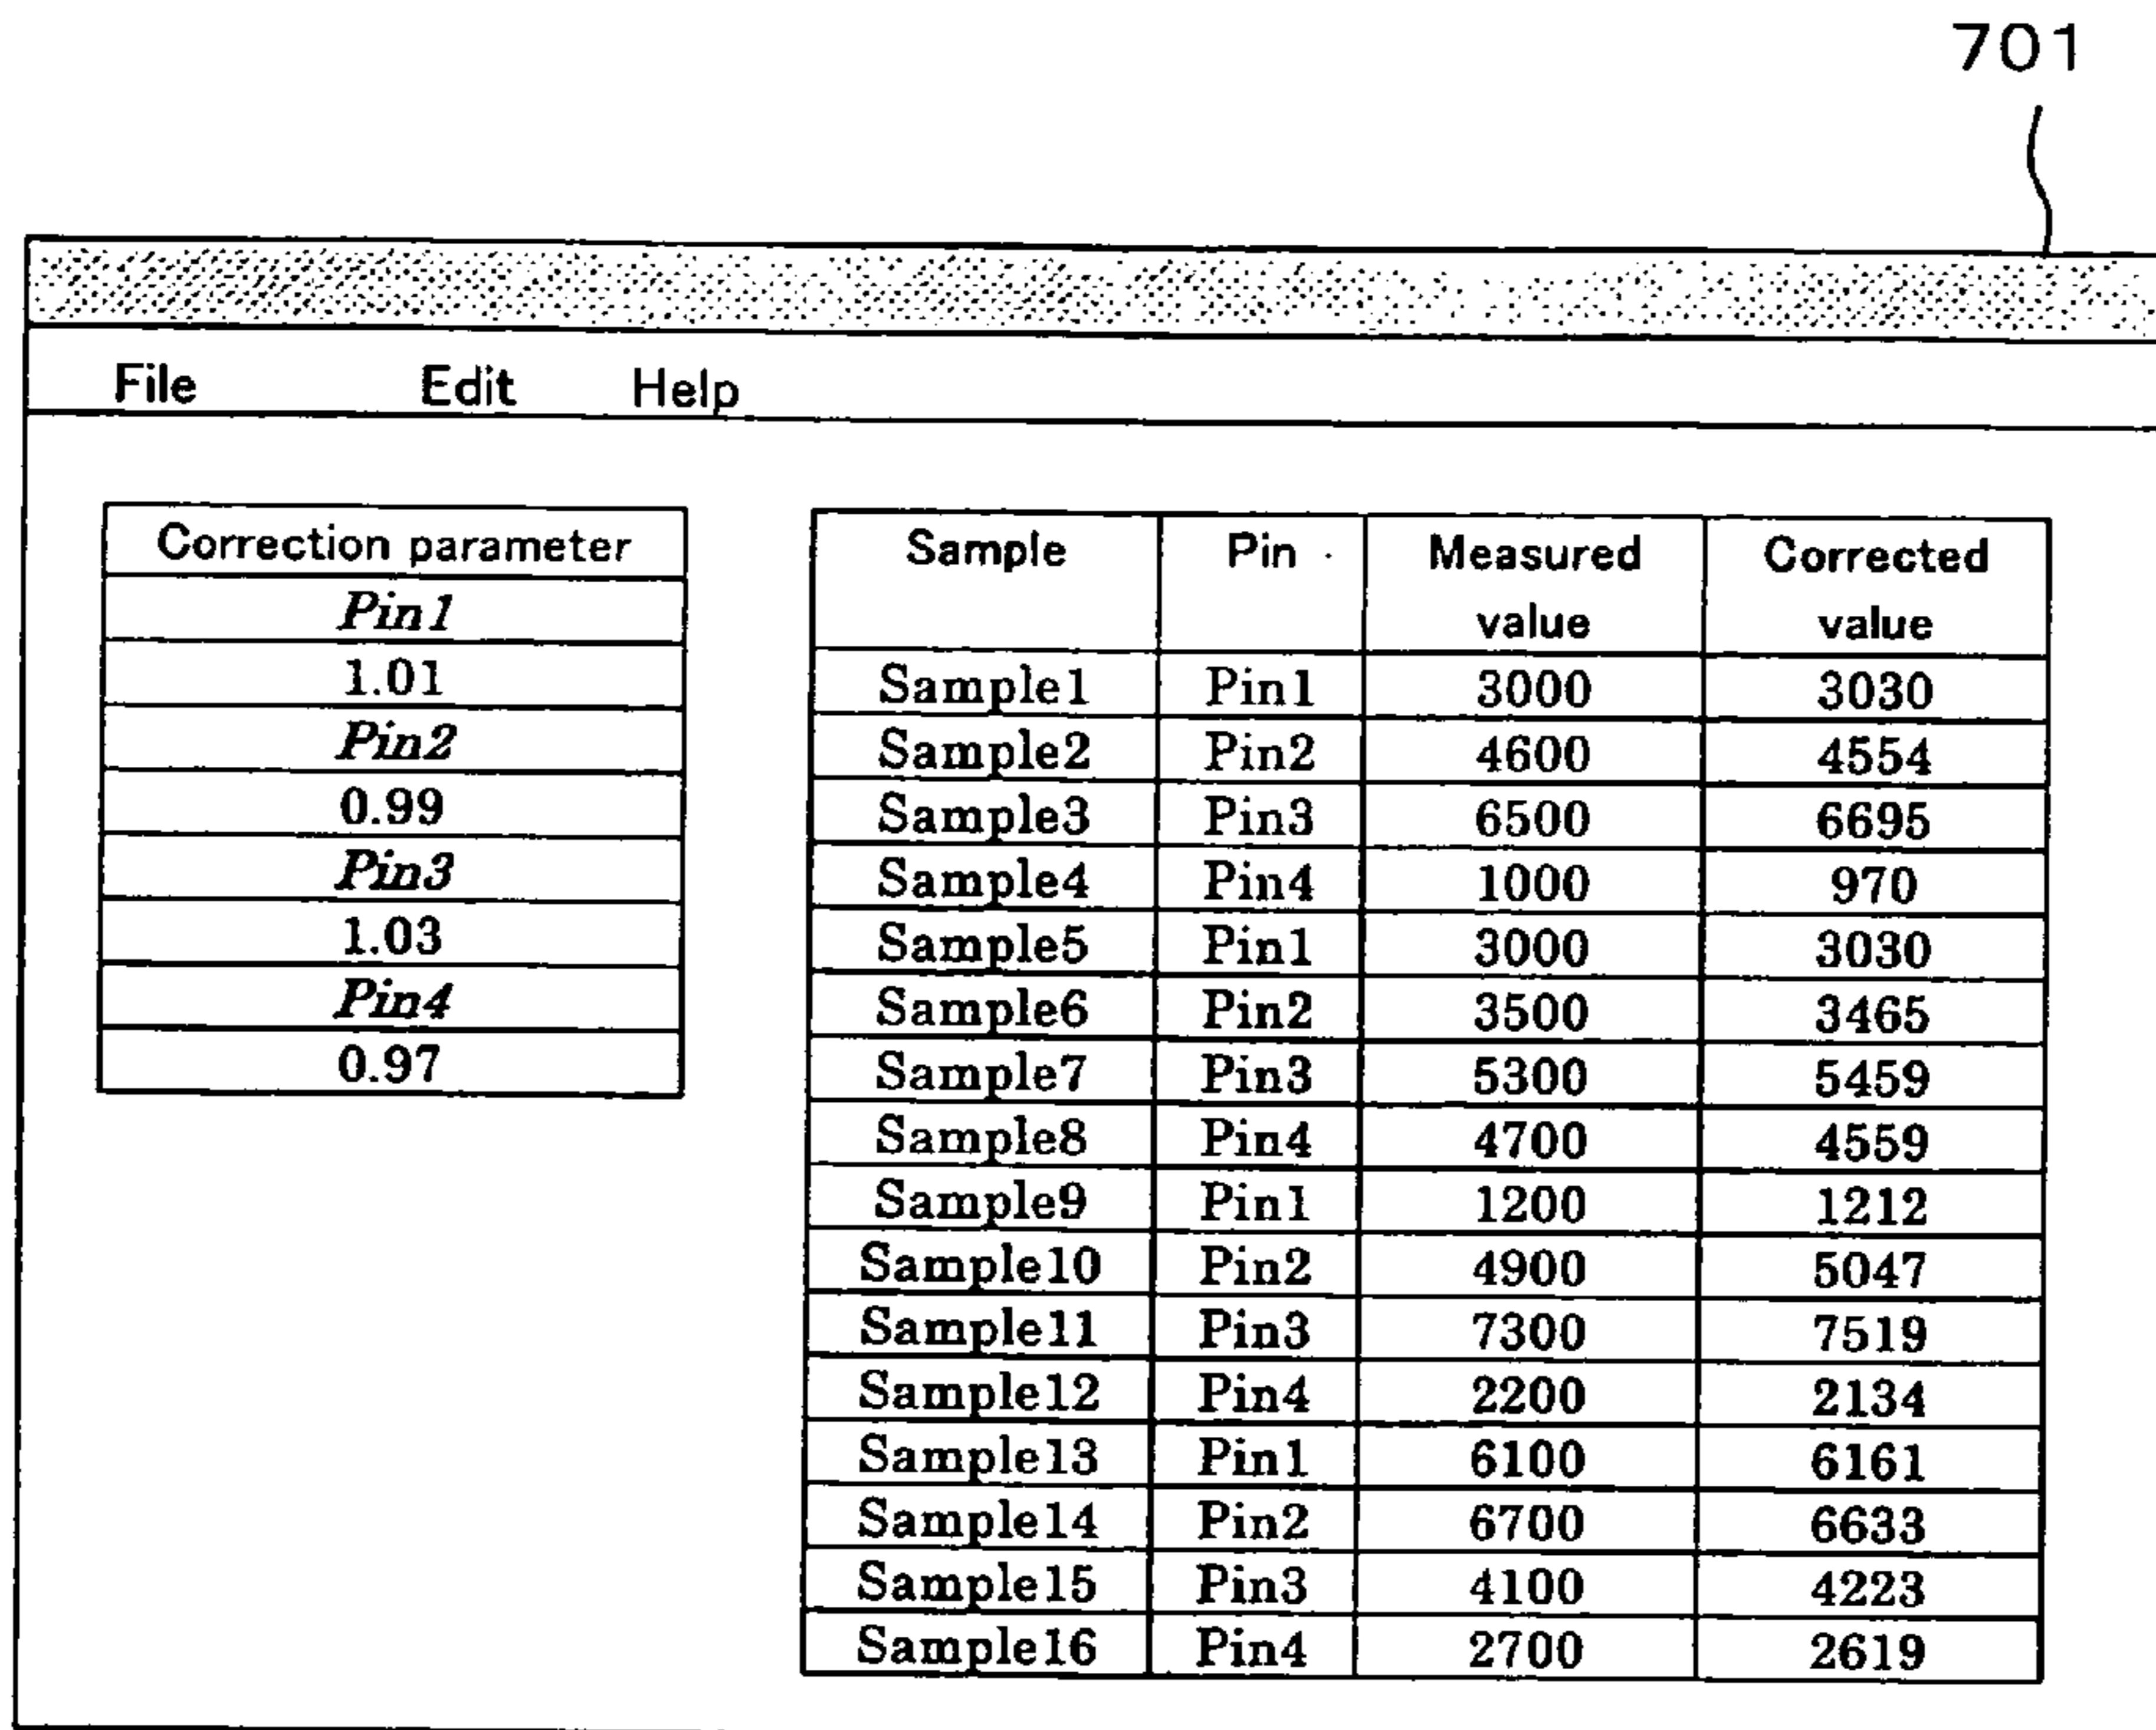 701
File Edit Help
Correction parameter
Pin1
1.01
Pin2
0.99
Pin3
1.03
Pin4
0.97
Sample Pin Measured value Corrected value
Sample1 Pin1 3000 3030
Sample2 Pin2 4600 4554
Sample3 Pin3 6500 6695
Sample4 Pin4 1000 970
Sample5 Pin1 3000 3030
Sample6 Pin2 3500 3465
Sample7 Pin3 5300 5459
Sample8 Pin4 4700 4559
Sample9 Pin1 1200 1212
Sample10 Pin2 4900 5047
Sample11 Pin3 7300 7519
Sample12 Pin4 2200 2134
Sample13 Pin1 6100 6161
Sample14 Pin2 6700 6633
Sample15 Pin3 4100 4223
Sample16 Pin4 2700 2619